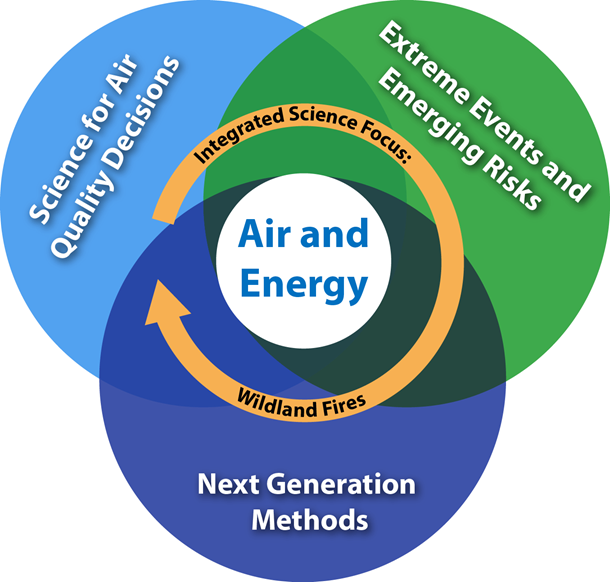 Science for Air
Quality Decisions
Extreme Events and
Emerging Risks
Integrated Science Focus:
Air and
Energy
Wildland Fires
Next Generation
Methods